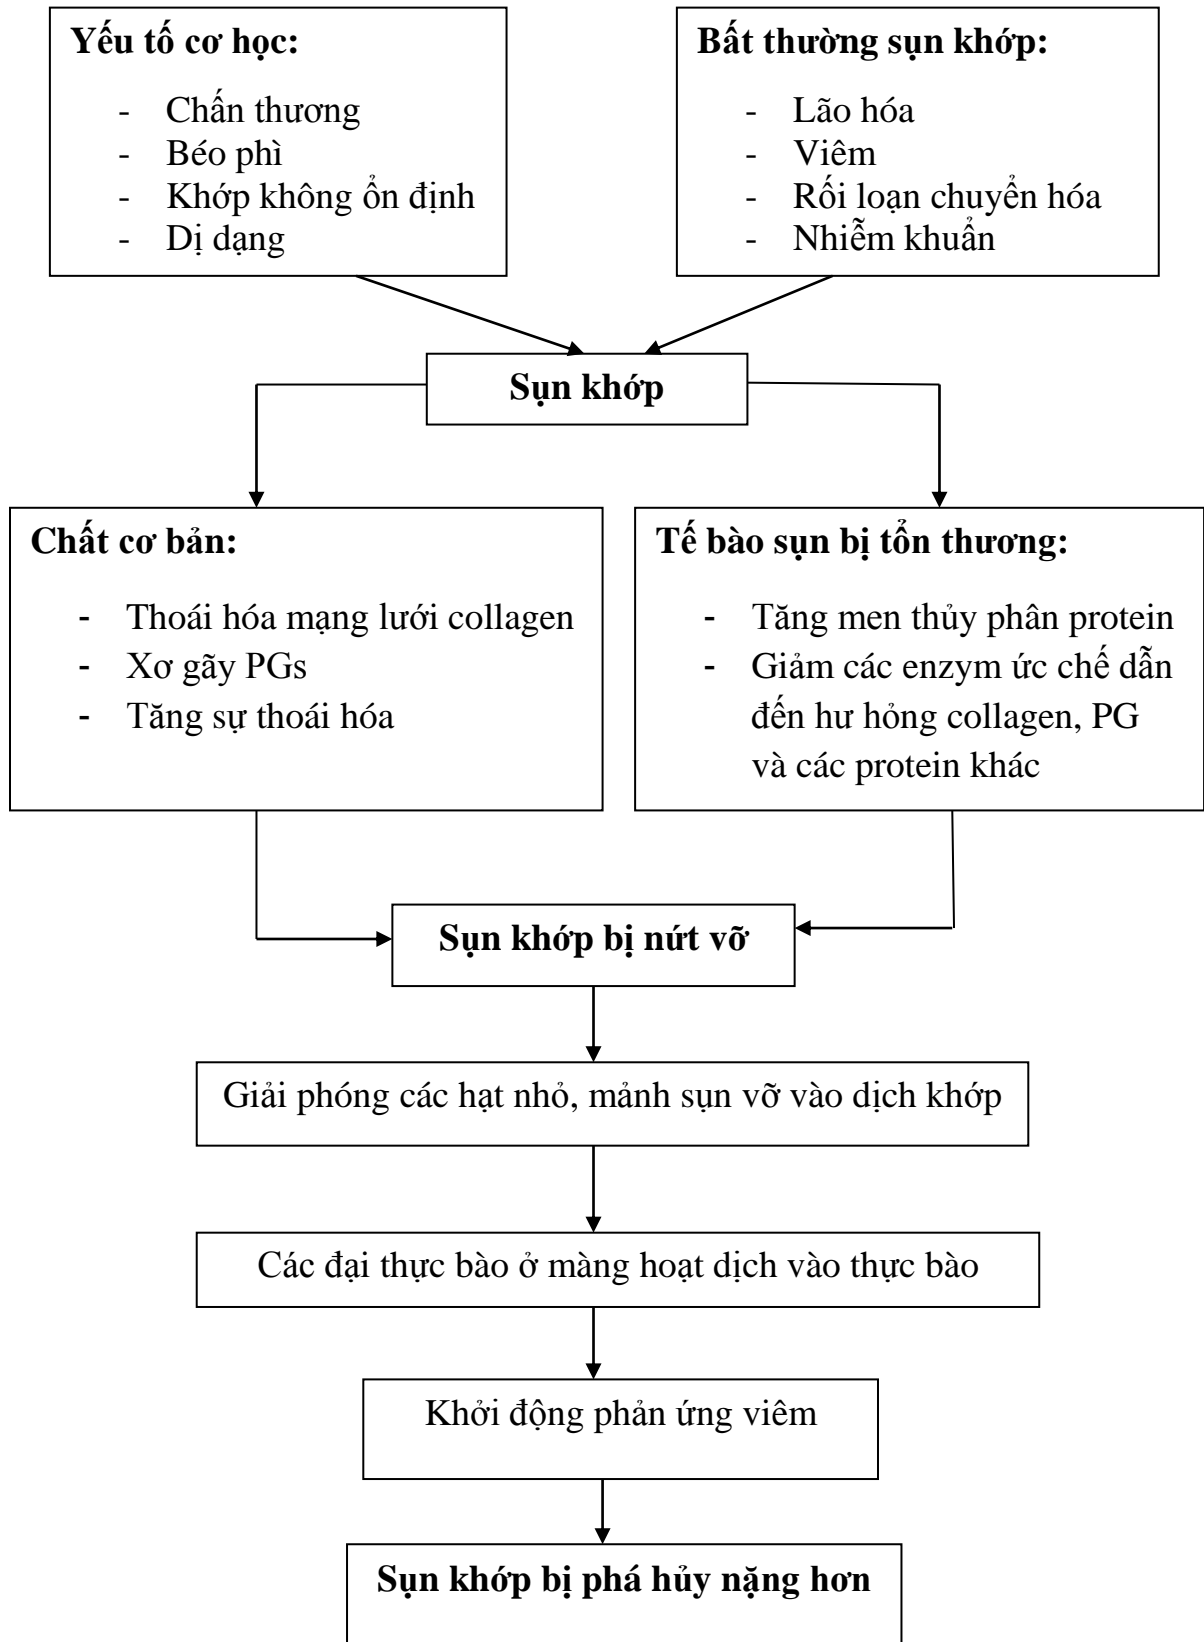 Yếu tố cơ học:
- Chấn thương
- Béo phì
- Khớp không ổn định
- Dị dạng
Bất thường sụn khớp:
- Lão hóa
- Viêm
- Rối loạn chuyển hóa
- Nhiễm khuẩn
Sụn khớp
Chất cơ bản:
- Thoái hóa mạng lưới collagen
- Xơ gãy PGs
- Tăng sự thoái hóa
Tế bào sụn bị tổn thương:
- Tăng men thủy phân protein
- Giảm các enzym ức chế dẫn
đến hư hỏng collagen, PG
và các protein khác
Sụn khớp bị nứt vỡ
Giải phóng các hạt nhỏ, mảnh sụn vỡ vào dịch khớp
Các đại thực bào ở màng hoạt dịch vào thực bào
Khởi động phản ứng viêm
Sụn khớp bị phá hủy nặng hơn